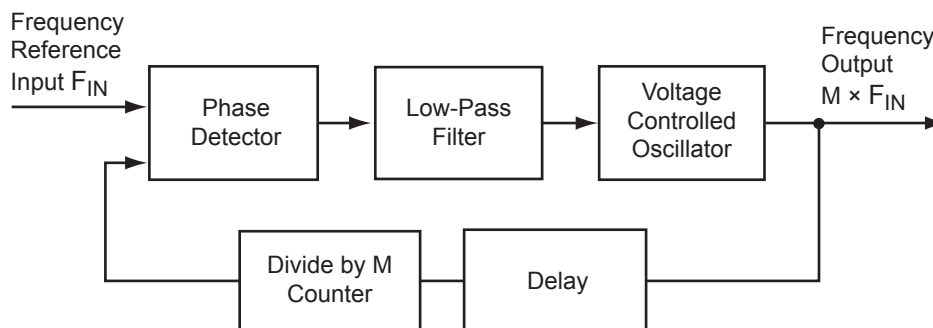 Frequency
Reference
Input FIN
Phase
Detector
Low-Pass
Filter
Voltage
Controlled
Oscillator
Frequency
Output
M × FIN
Divide by M
Counter
Delay